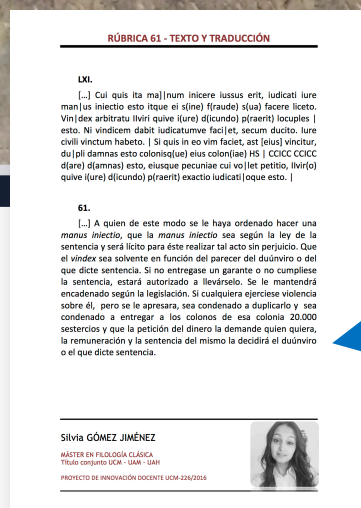 RÚBRICA 61 - TEXTO Y TRADUCCIÓN
LXI.
[...] Cui quis ita ma||num inicere iussus erit, iudicati iure
man|us iniectio esto itque ei s(ine) f(raude) s(ua) facere liceto.
Vin|dex arbitratu IIviri quive i(ure) d(icundo) p(raerit) locuples |
esto. Ni vindicem dabit iudicatumve faci|et, secum ducito. Iure
civili vinctum habeto. | Si quis in eo vim faciet, ast [eius] vincitur,
du|pli damnas esto colonisq(ue) eius colon(iae) HS | CCICC CCICC
d(are) d(amnas) esto, eiusque pecuniae cui vo|let petitio, IIvir(o)
quive i(ure) d(icundo) p(raerit) exactio iudicati|oque esto. |
61.
[...] A quien de este modo se le haya ordenado hacer una
manus iniectio, que la manus iniectio sea según la ley de la
sentencia y será lícito para éste realizar tal acto sin perjuicio. Que
el vindex sea solvente en función del parecer del duúnviro o del
que dicte sentencia. Si no entregase un garante o no cumpliese
la sentencia, estará autorizado a llevárselo. Se le mantendrá
encadenado según la legislación. Si cualquiera ejerciese violencia
sobre él, pero se le apresara, sea condenado a duplicarlo y sea
condenado a entregar a los colonos de esa colonia 20.000
sestercios y que la petición del dinero la demande quien quiera,
la remuneración y la sentencia del mismo la decidirá el duúnviro
o el que dicte sentencia.
Silvia GÓMEZ JIMÉNEZ
MÁSTER EN FILOLOGÍA CLÁSICA
Título conjunto UCM - UAM - UAH
PROYECTO DE INNOVACIÓN DOCENTE UCM-226/2016